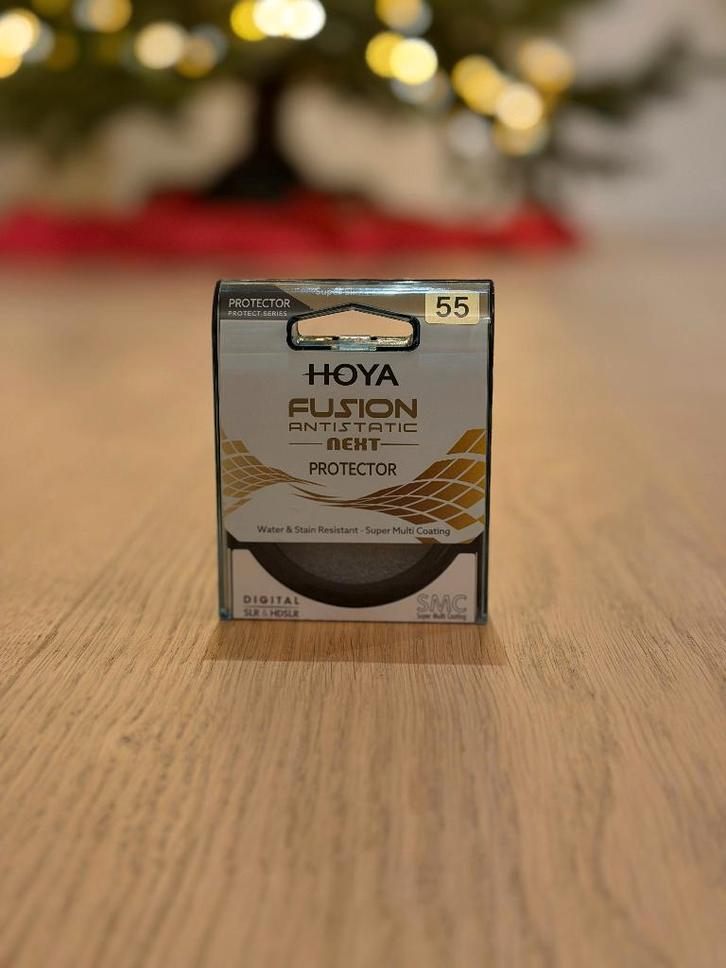 PROTECTOR
PROTECT SERIES
55
HOYA
FUSION
ANTISTATIC
NEXT
PROTECTOR
Water & Stain Resistant - Super Multi Coating
DIGITAL
SLR & HDSLR
SMC
Super Multi Coating